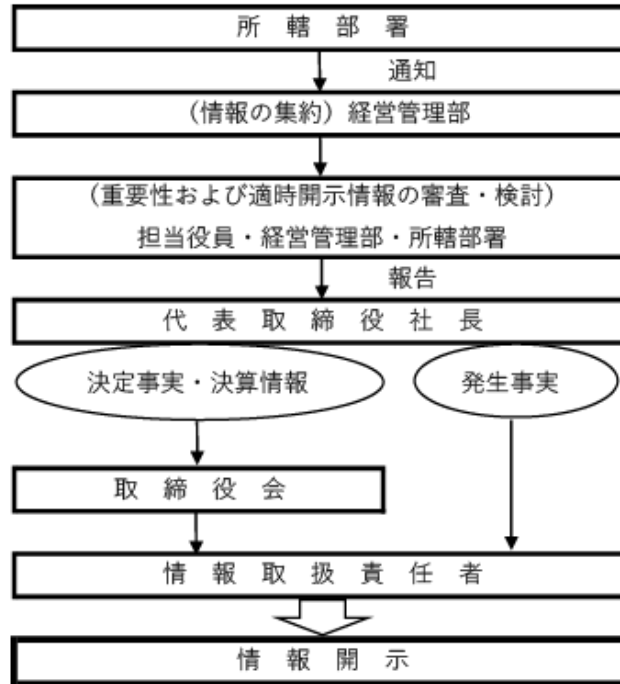 所轄部署
通知
(情報の集約)経営管理部
(重要性および適時開示情報の審査・検討)
担当役員・経営管理部・所轄部署
報告
代表取締役社長
決定事実・決算情報
発生事実
取締役会
情報取扱責任者
情報開示